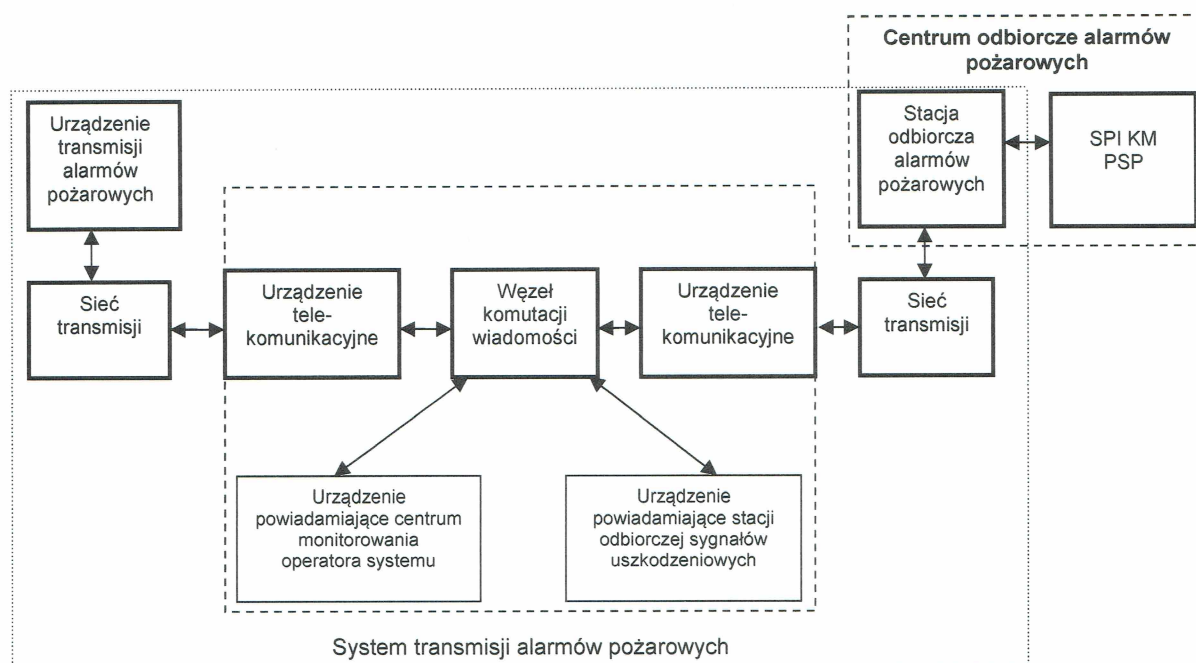 Centrum odbiorcze alarmów
pożarowych
Urządzenie
transmisji
alarmów
pożarowych
Stacja
odbiorcza
alarmów
pożarowych
SPI KM
PSP
Sieć
transmisji
Urządzenie
tele-
komunikacyjne
Węzeł
komutacji
wiadomości
Urządzenie
tele-
komunikacyjne
Sieć
transmisji
Urządzenie
powiadamiające centrum
monitorowania
operatora systemu
Urządzenie
powiadamiające stacji
odbiorczej sygnałów
uszkodzeniowych
System transmisji alarmów pożarowych